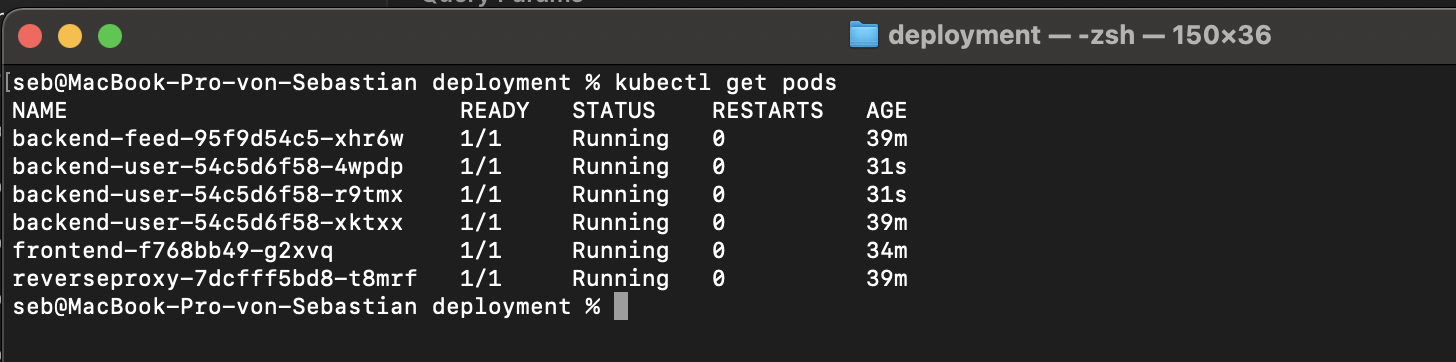 Query Params
deployment — -zsh — 150×36
[seb@MacBook-Pro-von-Sebastian deployment % kubectl get pods
NAME READY STATUS RESTARTS AGE
backend-feed-95f9d54c5-xhr6w 1/1 Running 0 39m
backend-user-54c5d6f58-4wpdp 1/1 Running 0 31s
backend-user-54c5d6f58-r9tmx 1/1 Running 0 31s
backend-user-54c5d6f58-xktxx 1/1 Running 0 39m
frontend-f768bb49-g2xvq 1/1 Running 0 34m
reverseproxy-7dcfff5bd8-t8mrf 1/1 Running 0 39m
seb@MacBook-Pro-von-Sebastian deployment %